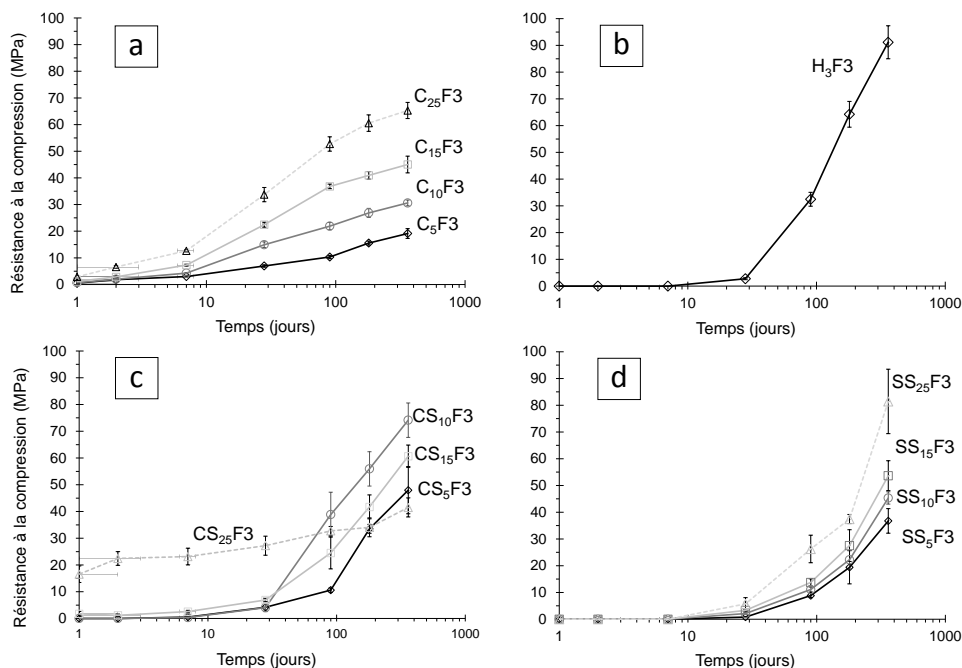 a
Résistance à la compression (MPa)
100
90
80
70
60
50
40
30
20
10
0
C25F3
C15F3
C10F3
C5F3
1 10 100 1000
Temps (jours)
b
100
90
80
70
60
50
40
30
20
10
0
H3F3
1 10 100 1000
Temps (jours)
c
Résistance à la compression (MPa)
100
90
80
70
60
50
40
30
20
10
0
CS10F3
CS15F3
CS5F3
CS25F3
1 10 100 1000
Temps (jours)
d
100
90
80
70
60
50
40
30
20
10
0
SS25F3
SS15F3
SS10F3
SS5F3
1 10 100 1000
Temps (jours)